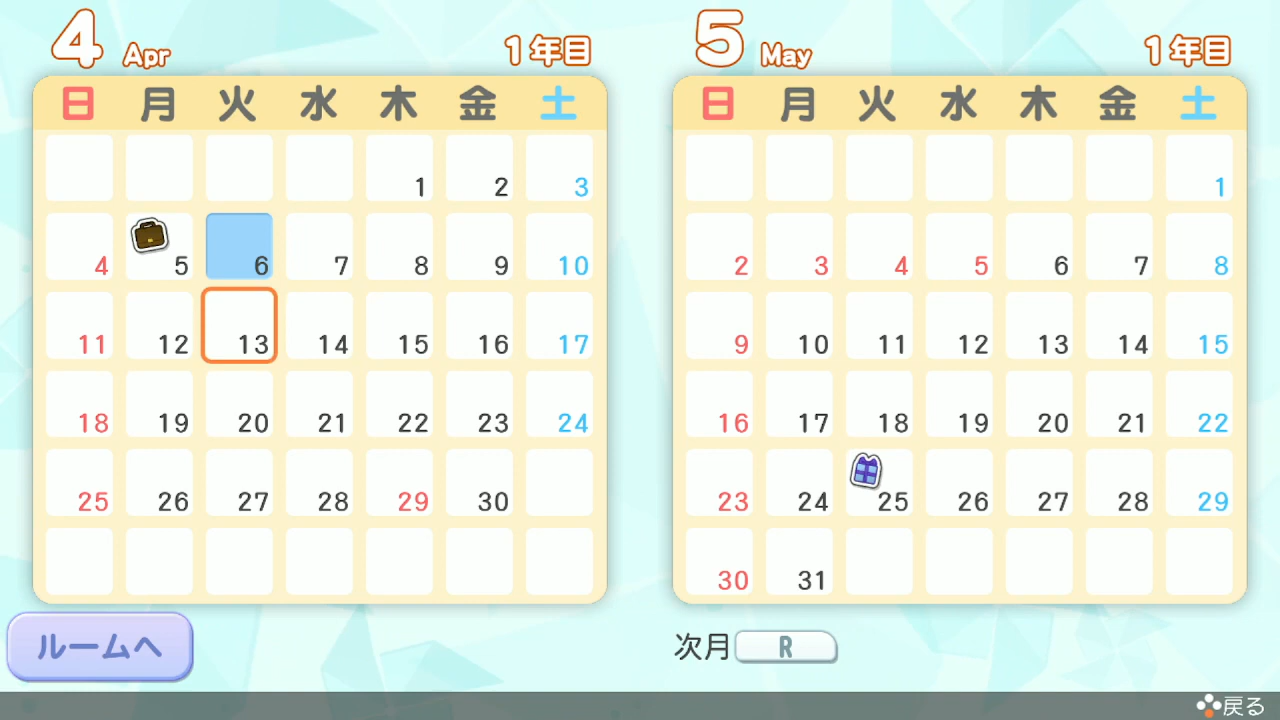 4 Apr 1年目
日 月 火 水 木 金 土
1 2 3
4 5 6 7 8 9 10
11 12 13 14 15 16 17
18 19 20 21 22 23 24
25 26 27 28 29 30
5 May 1年目
日 月 火 水 木 金 土
1
2 3 4 5 6 7 8
9 10 11 12 13 14 15
16 17 18 19 20 21 22
23 24 25 26 27 28 29
30 31
ルームへ
次月 R
戻る